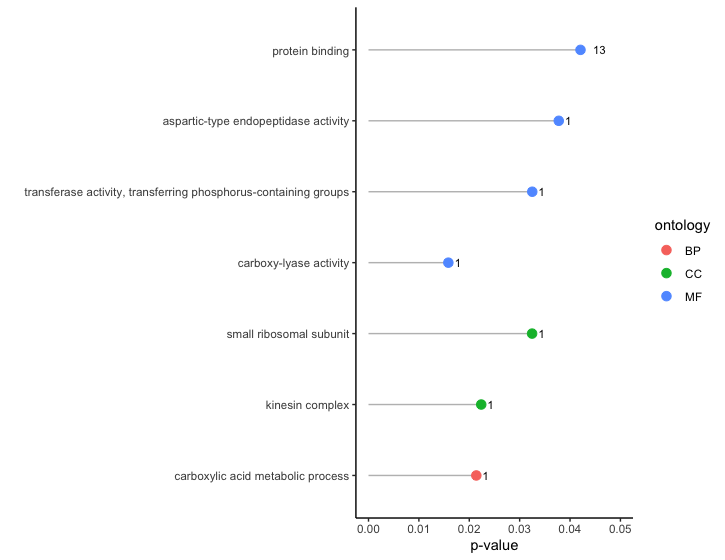 protein binding 13
aspartic-type endopeptidase activity 1
transferase activity, transferring phosphorus-containing groups 1
carboxy-lyase activity 1
small ribosomal subunit 1
kinesin complex 1
carboxylic acid metabolic process 1
0.00 0.01 0.02 0.03 0.04 0.05
p-value
ontology
BP
CC
MF